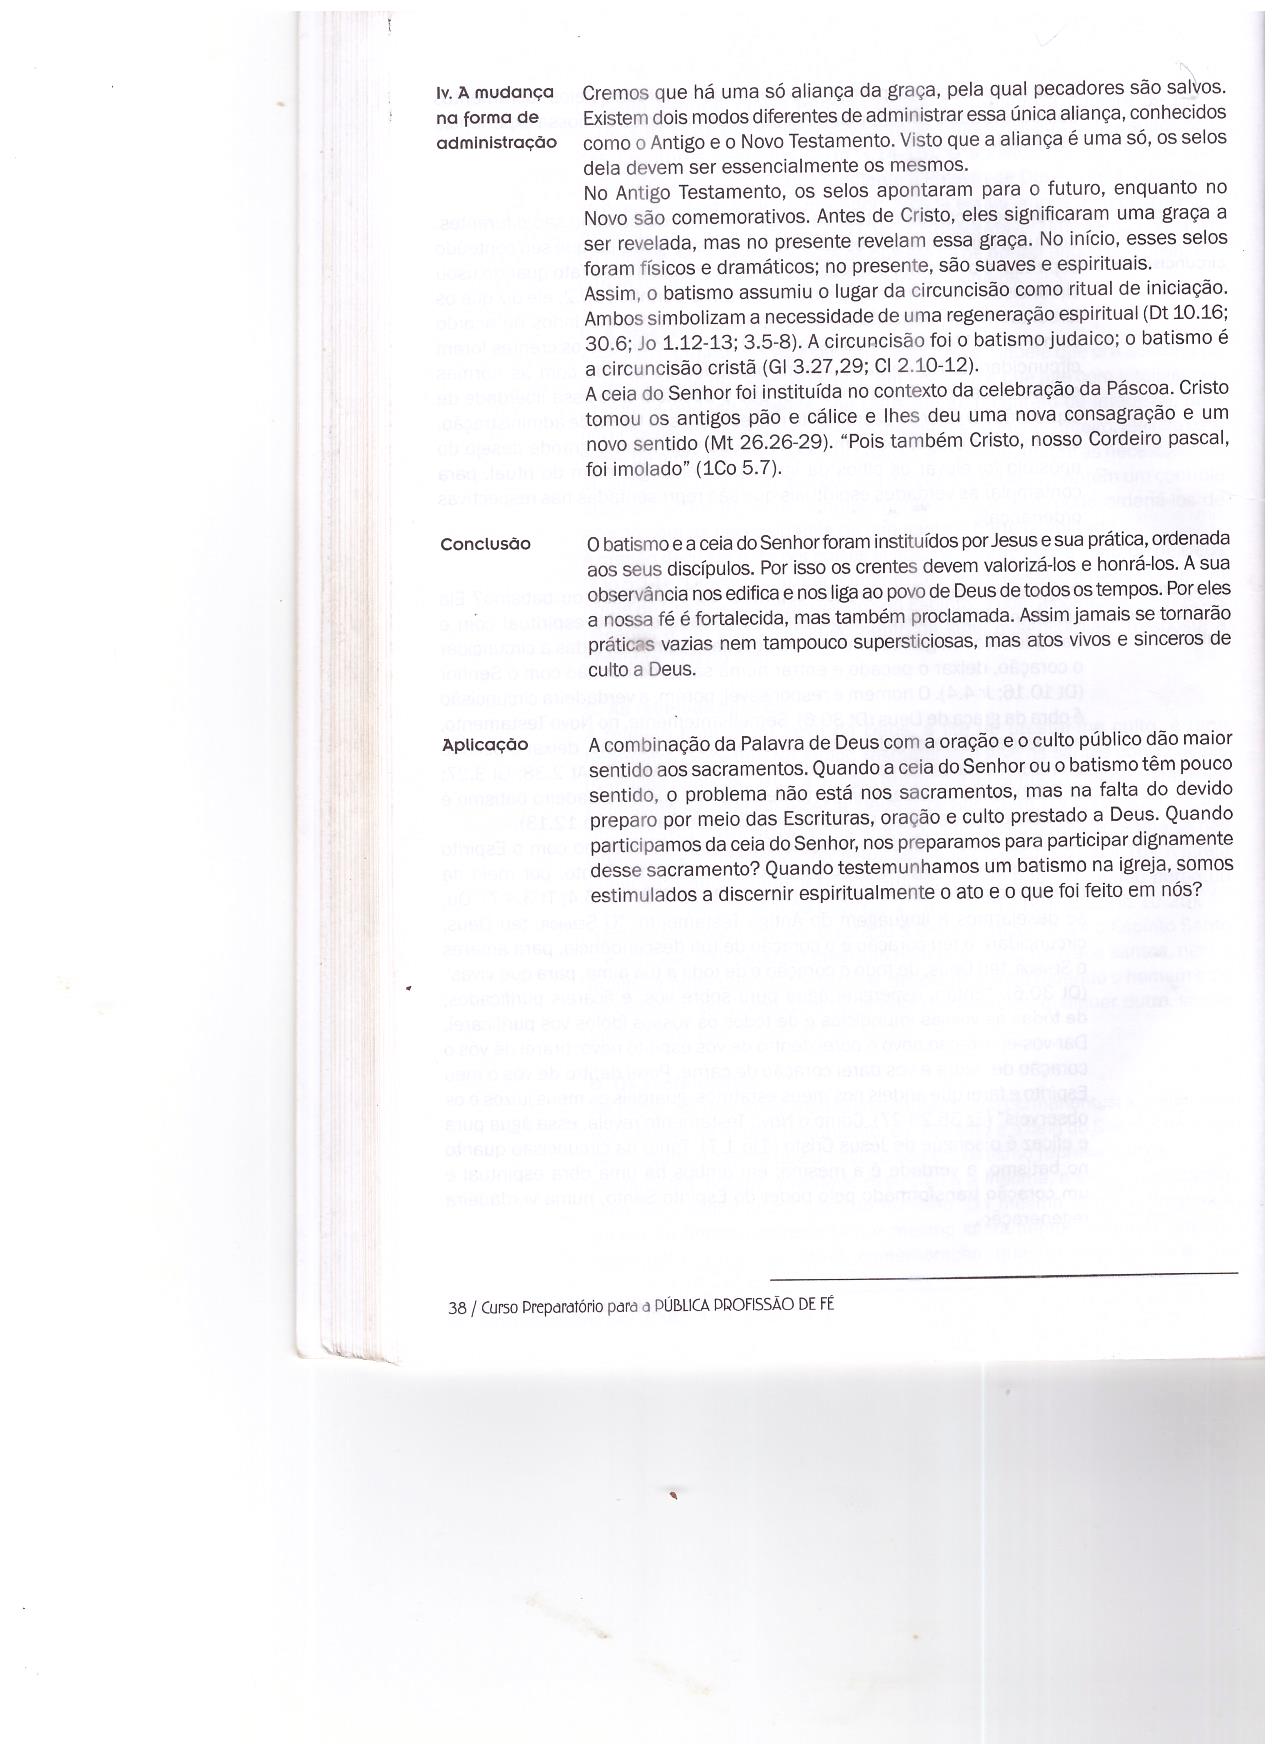 Iv. A mudança
na forma de
administração
Cremos que há uma só aliança da graça, pela qual pecadores são salvos.
Existem dois modos diferentes de administrar essa única aliança, conhecidos
como o Antigo e o Novo Testamento. Visto que a aliança é uma só, os selos
dela devem ser essencialmente os mesmos.
No Antigo Testamento, os selos apontaram para o futuro, enquanto no
Novo são comemorativos. Antes de Cristo, eles significaram uma graça a
ser revelada, mas no presente revelam essa graça. No início, esses selos
foram físicos e dramáticos; no presente, são suaves e espirituais.
Assim, o batismo assumiu o lugar da circuncisão como ritual de iniciação.
Ambos simbolizam a necessidade de uma regeneração espiritual (Dt 10.16;
30.6; Jo 1.12-13; 3.5-8). A circuncisão foi o batismo judaico; o batismo é
a circuncisão cristã (Gl 3.27,29; Cl 2.10-12).
A ceia do Senhor foi instituída no contexto da celebração da Páscoa. Cristo
tomou os antigos pão e cálice e lhes deu uma nova consagração e um
novo sentido (Mt 26.26-29). “Pois também Cristo, nosso Cordeiro pascal,
foi imolado” (1Co 5.7).
Conclusão
O batismo e a ceia do Senhor foram instituídos por Jesus e sua prática, ordenada
aos seus discípulos. Por isso os crentes devem valorizá-los e honrá-los. A sua
observância nos edifica e nos liga ao povo de Deus de todos os tempos. Por eles
a nossa fé é fortalecida, mas também proclamada. Assim jamais se tornarão
práticas vazias nem tampouco supersticiosas, mas atos vivos e sinceros de
culto a Deus.
Aplicação
A combinação da Palavra de Deus com a oração e o culto público dão maior
sentido aos sacramentos. Quando a ceia do Senhor ou o batismo têm pouco
sentido, o problema não está nos sacramentos, mas na falta do devido
preparo por meio das Escrituras, oração e culto prestado a Deus. Quando
participamos da ceia do Senhor, nos preparamos para participar dignamente
desse sacramento? Quando testemunhamos um batismo na igreja, somos
estimulados a discernir espiritualmente o ato e o que foi feito em nós?
38 / Curso Preparatório para a PÚBLICA PROFISSÃO DE FÉ